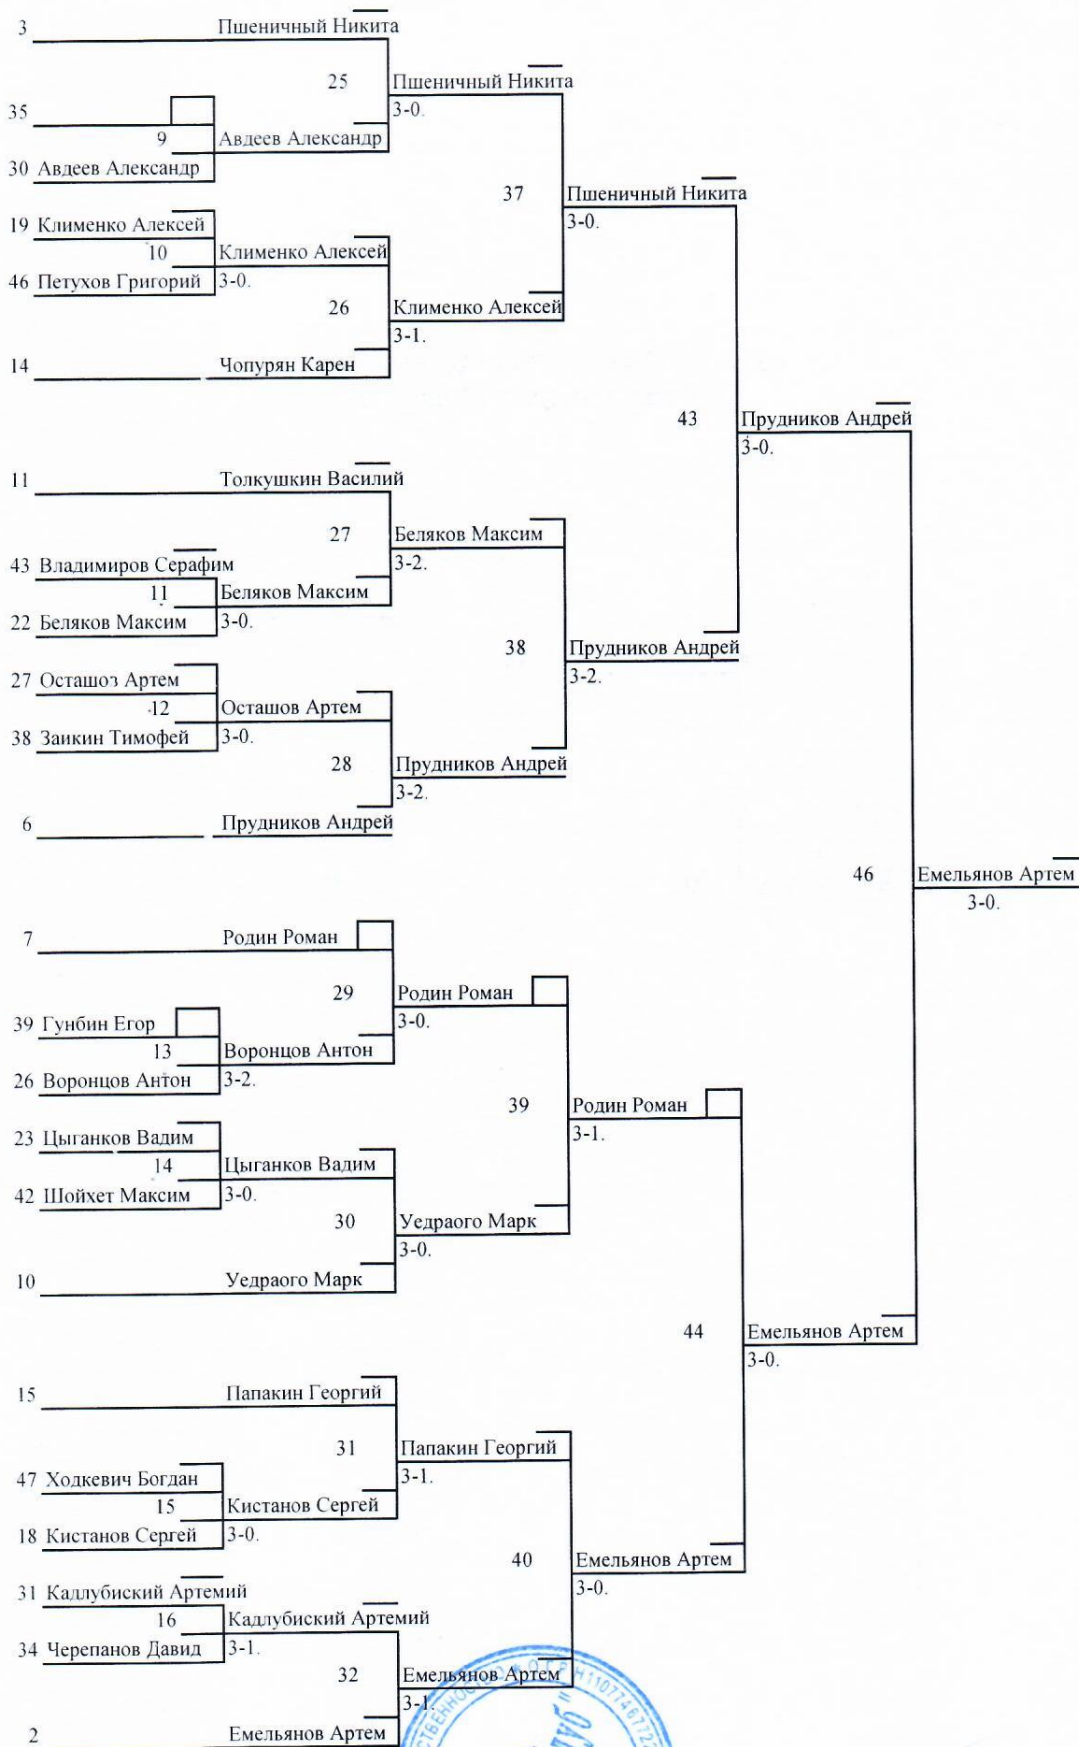 3 Пшеничный Никита
25 Пшеничный Никита
35 3-0.
9 Авдеев Александр
30 Авдеев Александр
37 Пшеничный Никита
3-0.
19 Клименко Алексей
10 Клименко Алексей
46 Петухов Григорий 3-0.
26 Клименко Алексей
3-1.
14 Чопурян Карен
43 Прудников Андрей
3-0.
11 Толкушкин Василий
27 Беляков Максим
3-2.
43 Владимиров Серафим
11 Беляков Максим
22 Беляков Максим 3-0.
38 Прудников Андрей
3-2.
27 Осташоз Артем
12 Осташов Артем
38 Заикин Тимофей 3-0.
28 Прудников Андрей
3-2.
6 Прудников Андрей
46 Емельянов Артем
3-0.
7 Родин Роман
29 Родин Роман
3-0.
39 Гунбин Егор
13 Воронцов Антон
26 Воронцов Антон 3-2.
39 Родин Роман
3-1.
23 Цыганков Вадим
14 Цыганков Вадим
42 Шойхет Максим 3-0.
30 Уедраого Марк
3-0.
10 Уедраого Марк
44 Емельянов Артем
3-0.
15 Папакин Георгий
31 Папакин Георгий
3-1.
47 Ходкевич Богдан
15 Кистанов Сергей
18 Кистанов Сергей 3-0.
40 Емельянов Артем
3-0.
31 Кадлубиский Артемий
16 Кадлубиский Артемий
34 Черепанов Давид 3-1.
32 Емельянов Артем
3-1.
2 Емельянов Артем